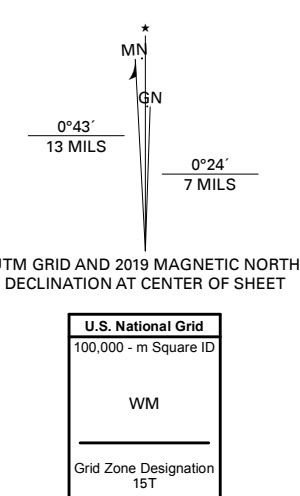 ★
MN
GN
0°43´
13 MILS
0°24´
7 MILS
UTM GRID AND 2019 MAGNETIC NORTH
DECLINATION AT CENTER OF SHEET
U.S. National Grid
100,000 - m Square ID
WM
Grid Zone Designation
15T